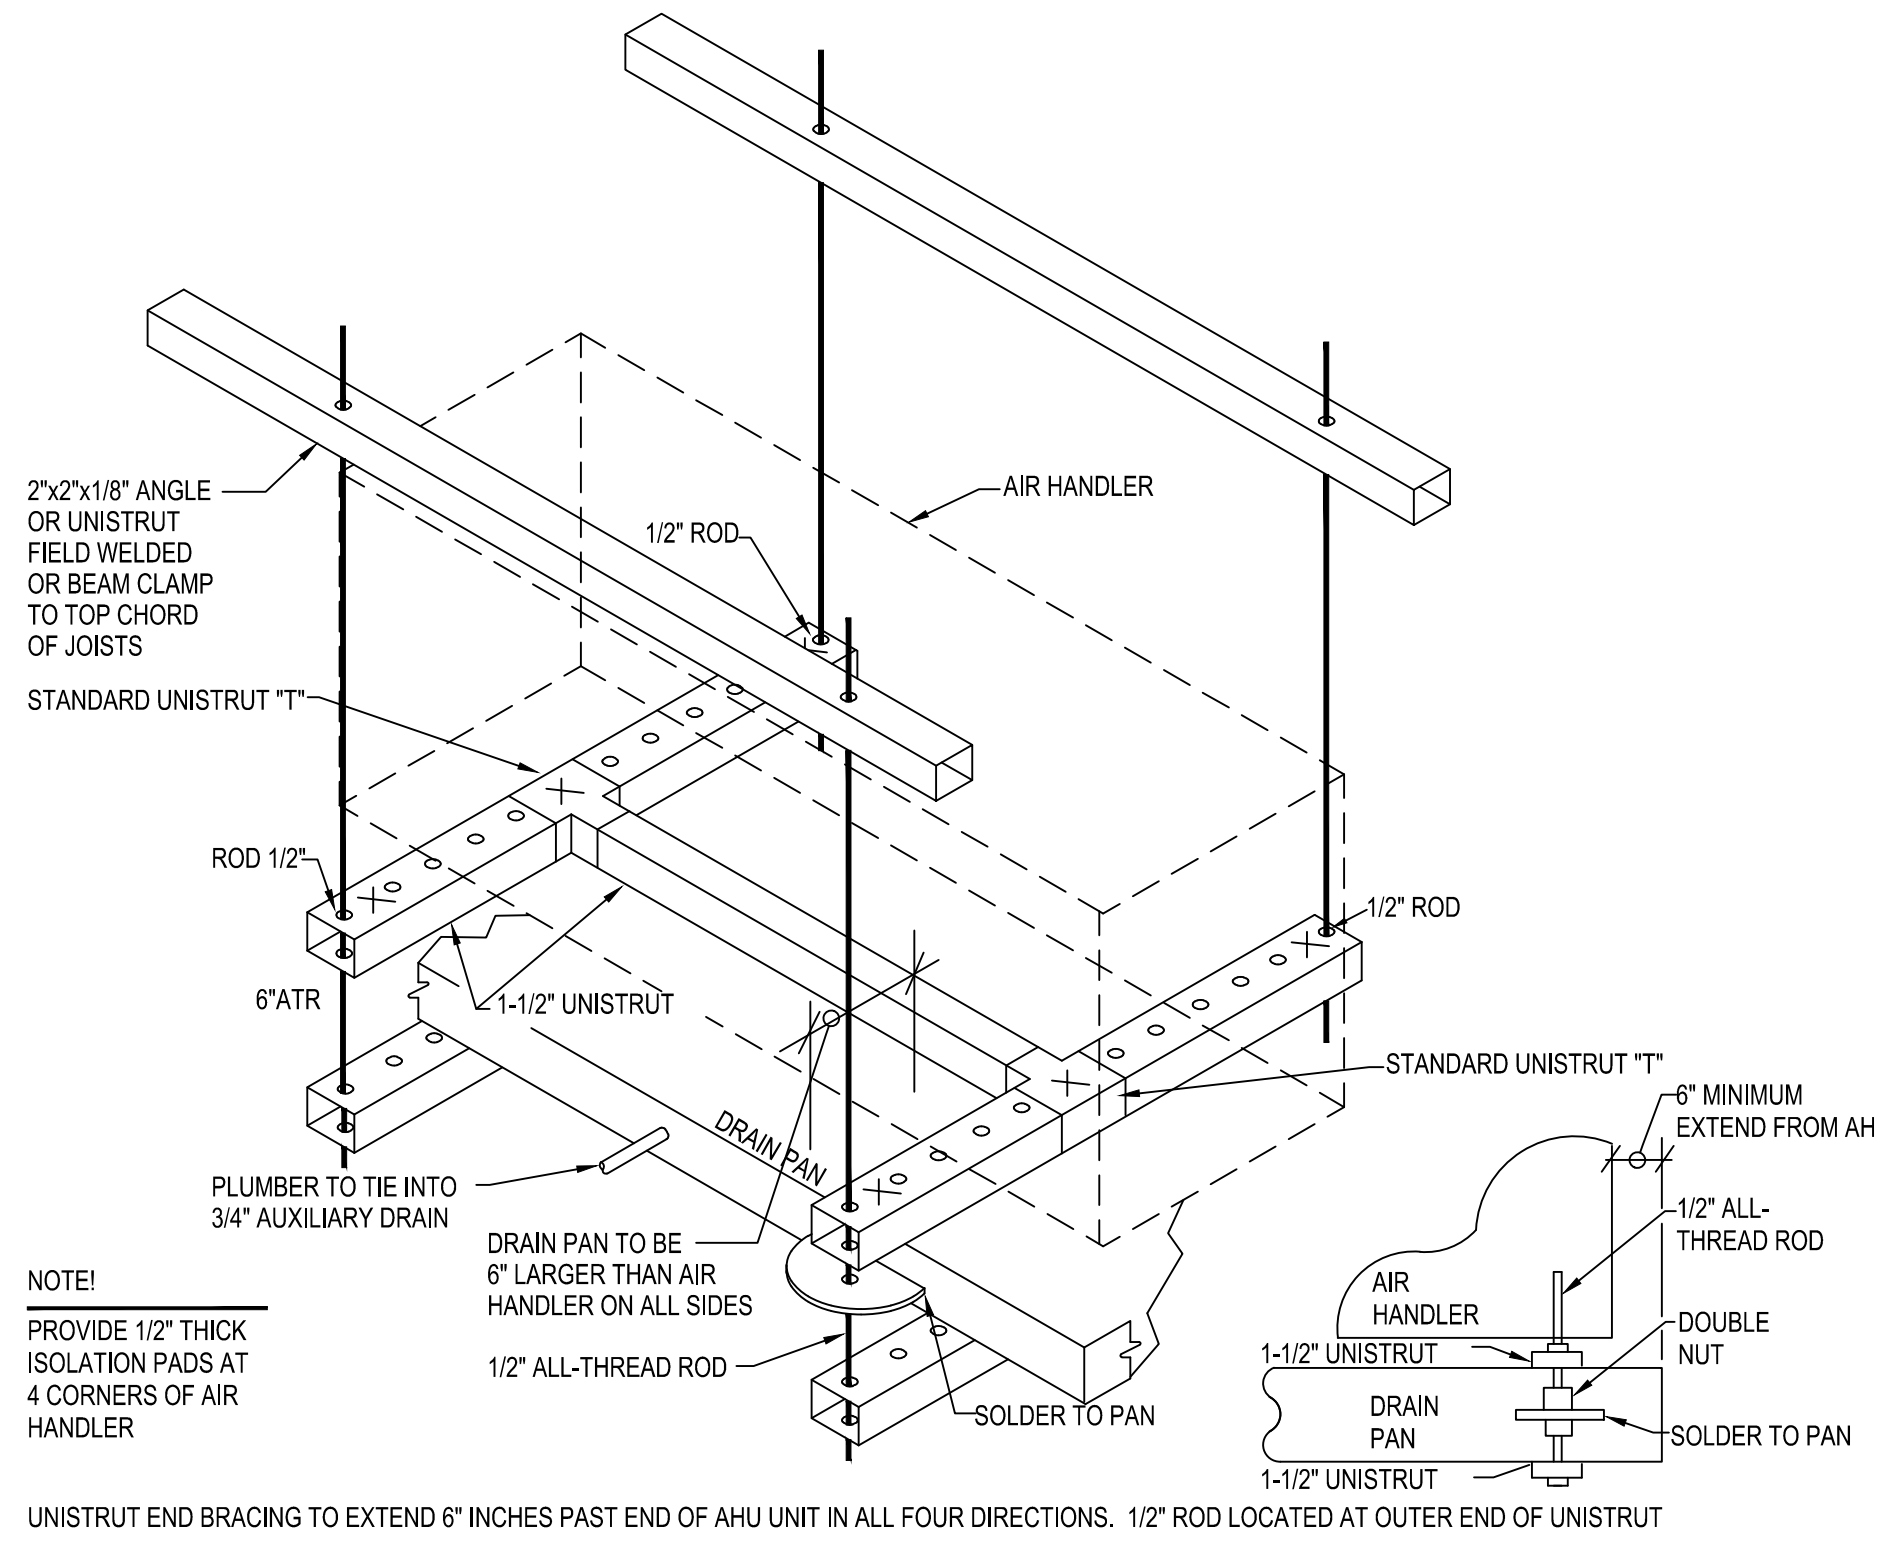 2"x2"x1/8" ANGLE
OR UNISTRUT
FIELD WELDED
OR BEAM CLAMP
TO TOP CHORD
OF JOISTS
AIR HANDLER
1/2" ROD
STANDARD UNISTRUT "T"
ROD 1/2"
1/2" ROD
6"ATR
1-1/2" UNISTRUT
STANDARD UNISTRUT "T"
DRAIN PAN
PLUMBER TO TIE INTO
3/4" AUXILIARY DRAIN
DRAIN PAN TO BE
6" LARGER THAN AIR
HANDLER ON ALL SIDES
1/2" ALL-THREAD ROD
SOLDER TO PAN
6" MINIMUM
EXTEND FROM AH
1/2" ALL-
THREAD ROD
AIR
HANDLER
DOUBLE
NUT
1-1/2" UNISTRUT
DRAIN
PAN
SOLDER TO PAN
1-1/2" UNISTRUT
NOTE!
PROVIDE 1/2" THICK
ISOLATION PADS AT
4 CORNERS OF AIR
HANDLER
UNISTRUT END BRACING TO EXTEND 6" INCHES PAST END OF AHU UNIT IN ALL FOUR DIRECTIONS.  1/2" ROD LOCATED AT OUTER END OF UNISTRUT